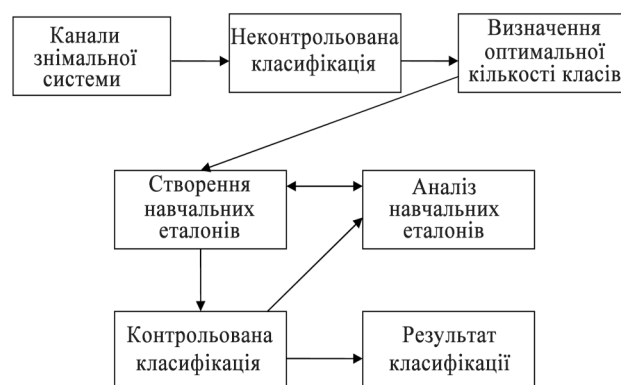 Канали
знімальної
системи
Неконтрольована
класифікація
Визначення
оптимальної
кількості класів
Створення
навчальних
еталонів
Аналіз
навчальних
еталонів
Контрольована
класифікація
Результат
класифікації